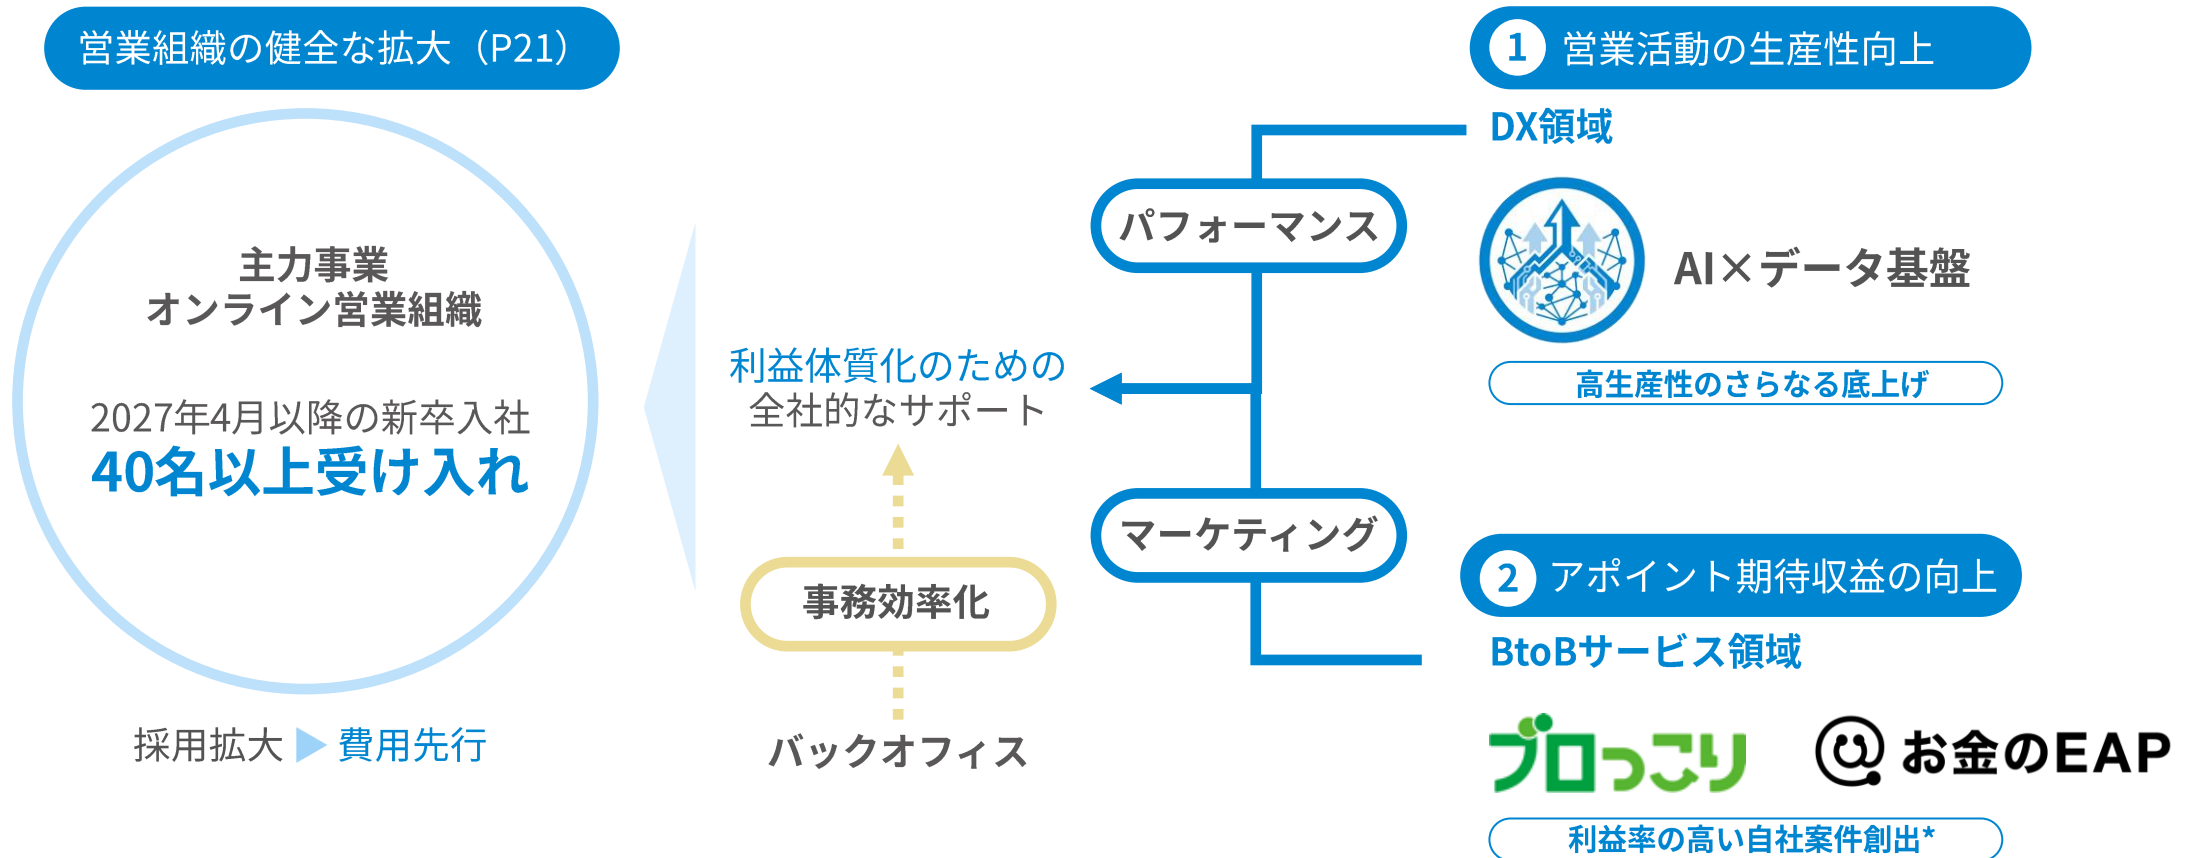 営業組織の健全な拡大（P21）
主力事業
オンライン営業組織
2027年4月以降の新卒入社
40名以上受け入れ
採用拡大
費用先行
利益体質化のための
全社的なサポート
事務効率化
バックオフィス
パフォーマンス
マーケティング
1 営業活動の生産性向上
DX領域
AI×データ基盤
高生産性のさらなる底上げ
2 アポイント期待収益の向上
BtoBサービス領域
ブロっこり
お金のEAP
利益率の高い自社案件創出*